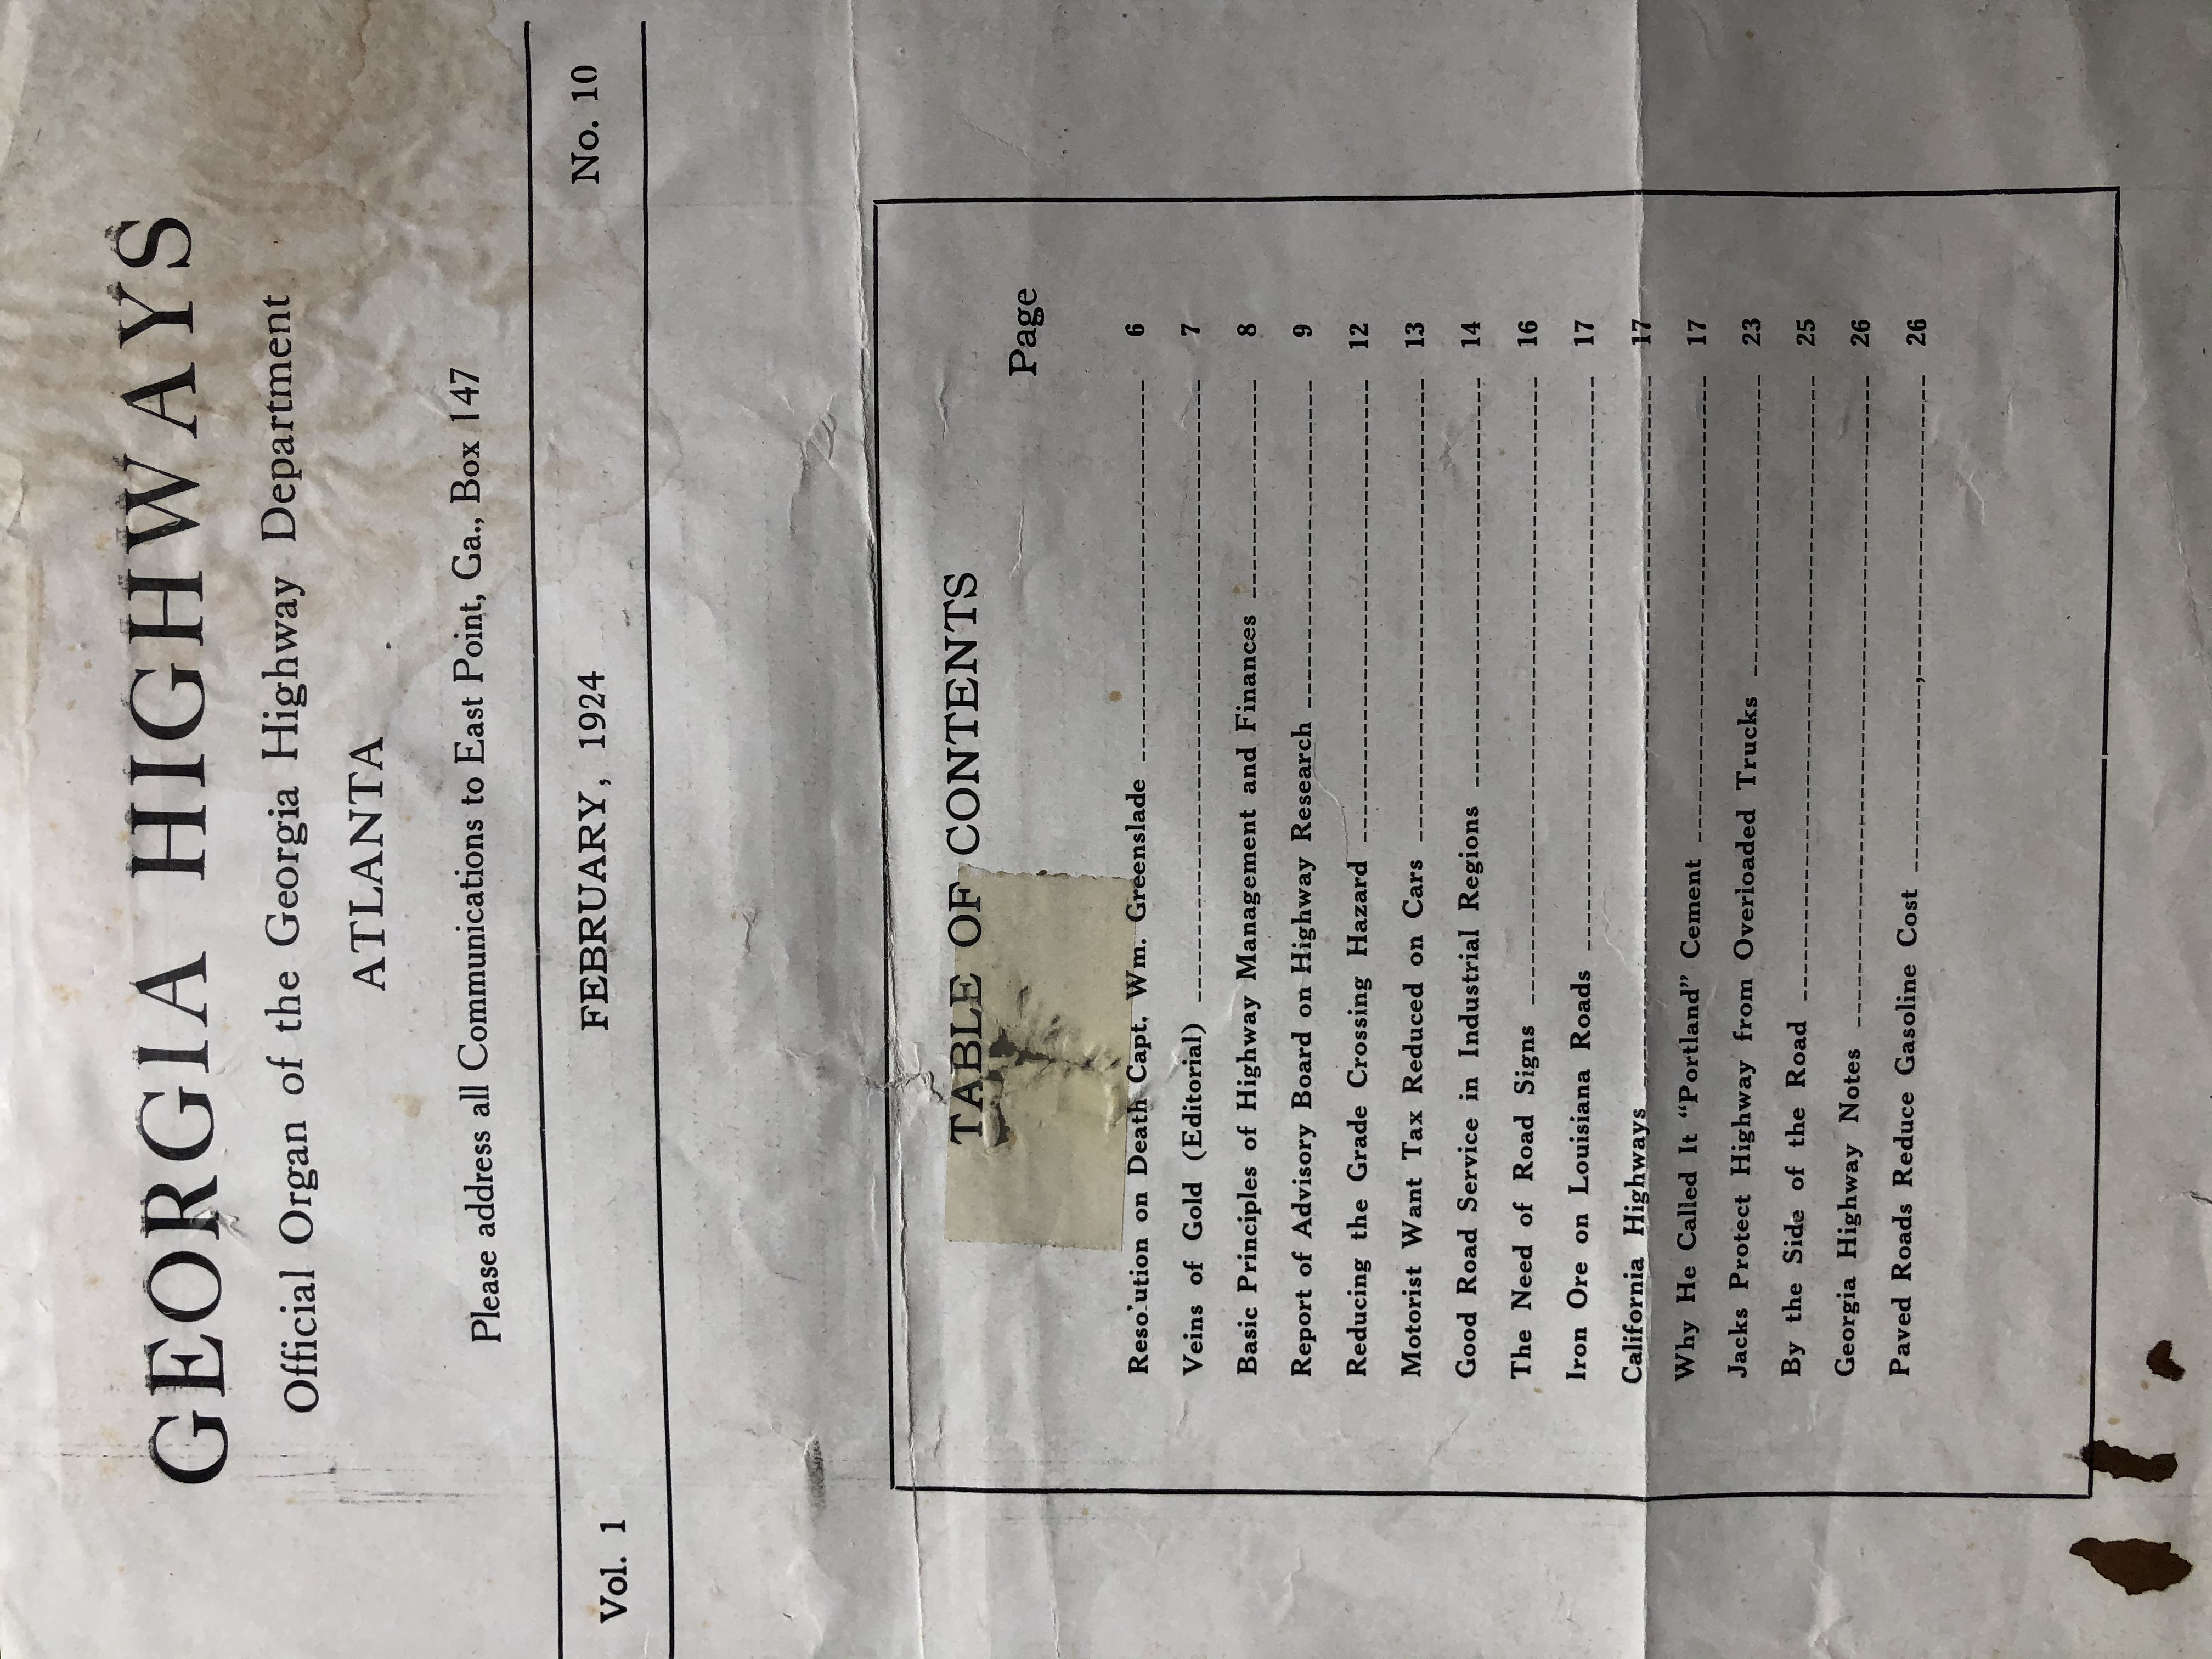 GEORGIA HIGHWAYS
Official Organ of the Georgia Highway Department
ATLANTA
Please address all Communications to East Point, Ga., Box 147
Vol. 1 FEBRUARY, 1924 No. 10
TABLE OF CONTENTS
Page
Reso'ution on Death Capt. Wm. Greenslade 6
Veins of Gold (Editorial) 7
Basic Principles of Highway Management and Finances 8
Report of Advisory Board on Highway Research 9
Reducing the Grade Crossing Hazard 12
Motorist Want Tax Reduced on Cars 13
Good Road Service in Industrial Regions 14
The Need of Road Signs 16
Iron Ore on Louisiana Roads 17
California Highways 17
Why He Called It “Portland” Cement 17
Jacks Protect Highway from Overloaded Trucks 23
By the Side of the Road 25
Georgia Highway Notes 26
Paved Roads Reduce Gasoline Cost 26